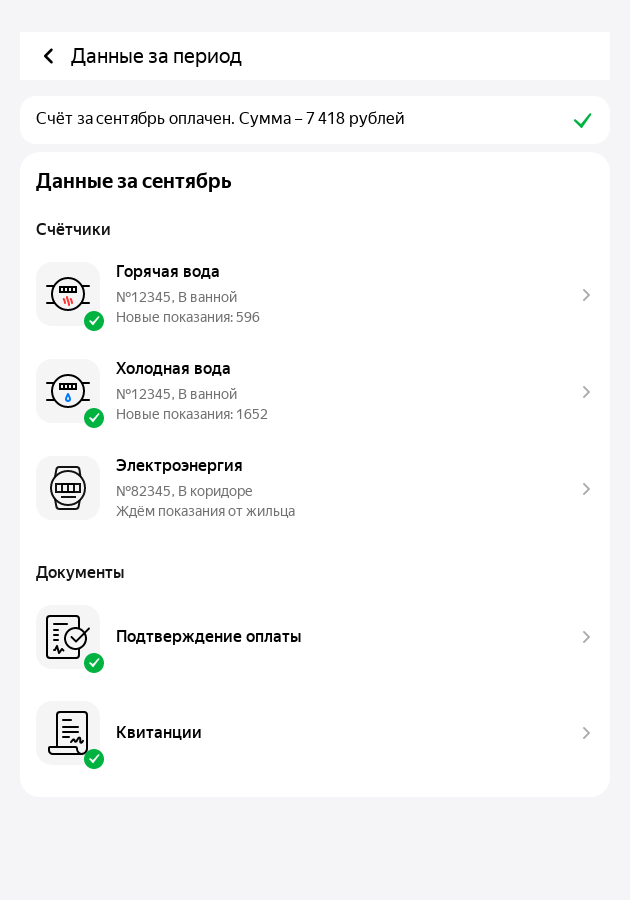 Данные за период
Счёт за сентябрь оплачен. Сумма – 7 418 рублей
Данные за сентябрь
Счётчики
Горячая вода
№12345, В ванной
Новые показания: 596
Холодная вода
№12345, В ванной
Новые показания: 1652
Электроэнергия
№82345, В коридоре
Ждём показания от жильца
Документы
Подтверждение оплаты
Квитанции